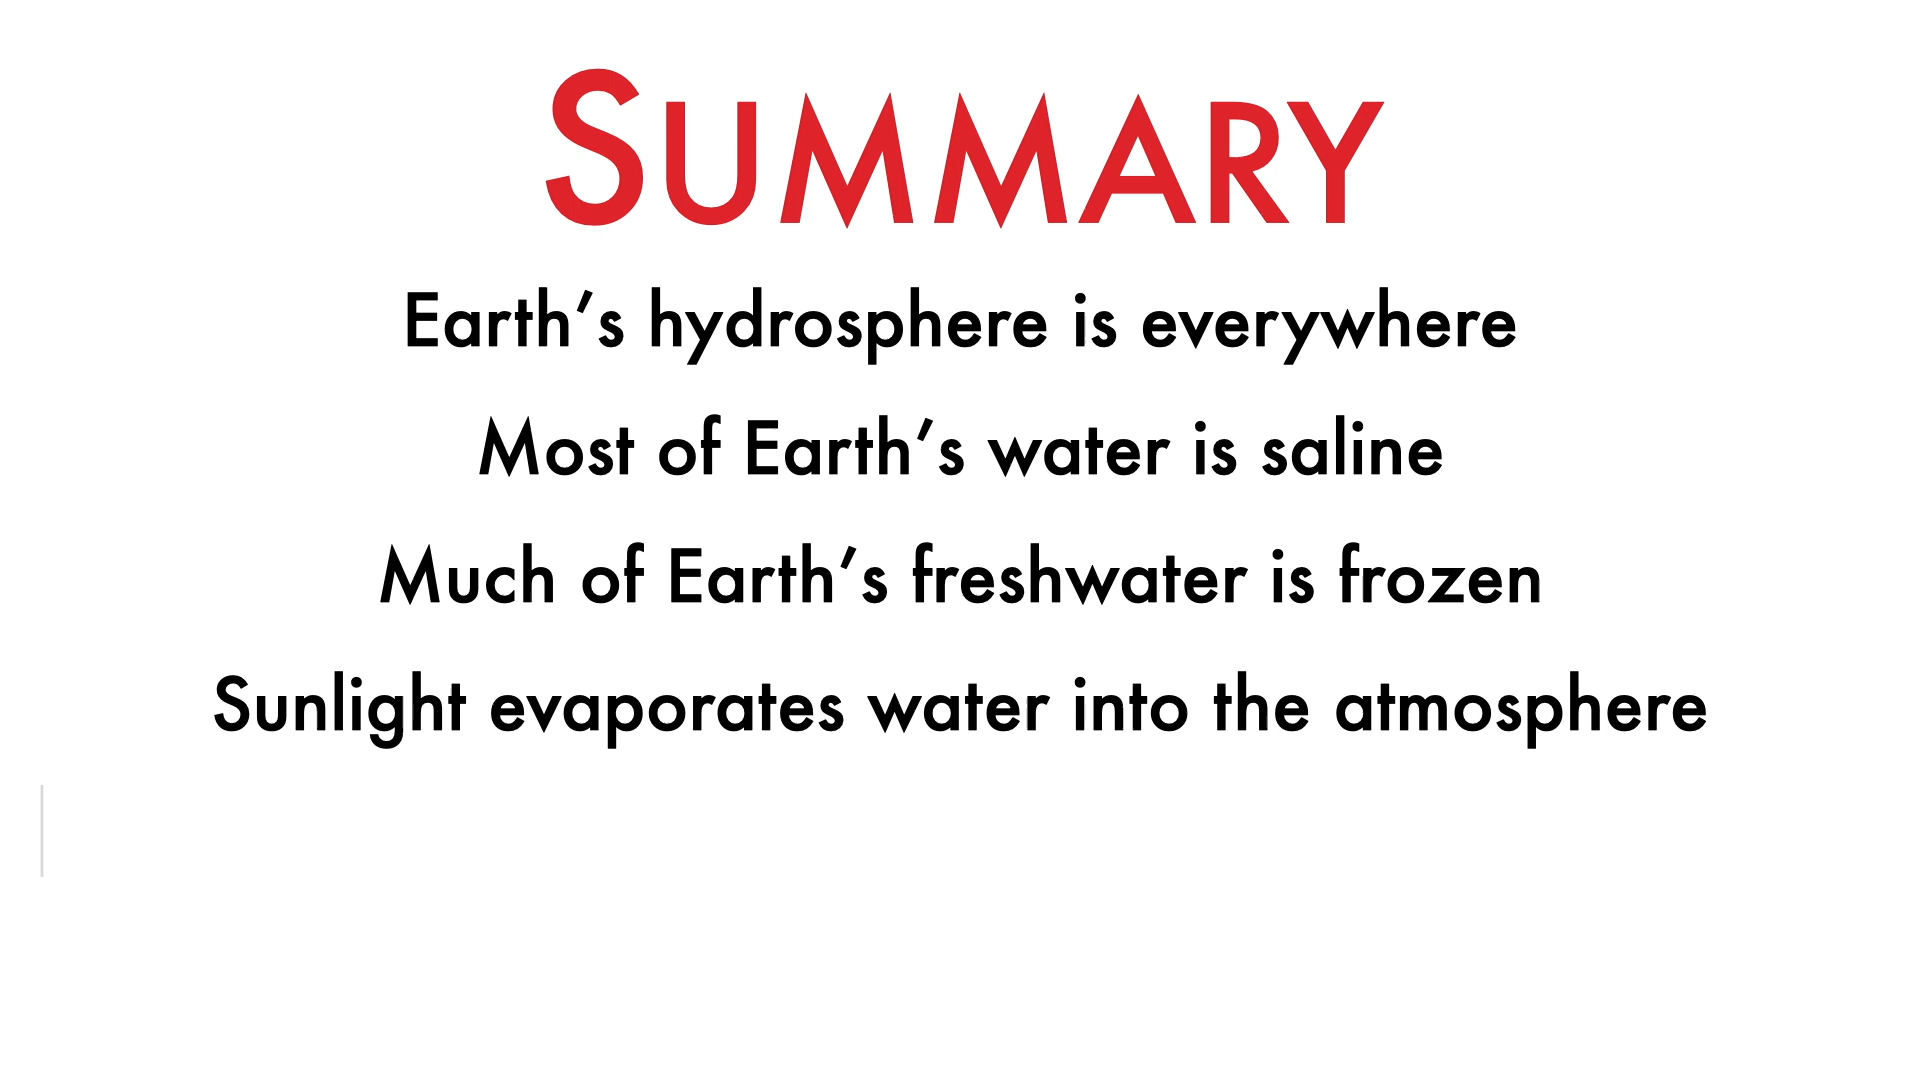 Summary
Earth’s hydrosphere is everywhere
Most of Earth’s water is saline
Much of Earth’s freshwater is frozen
Sunlight evaporates water into the atmosphere